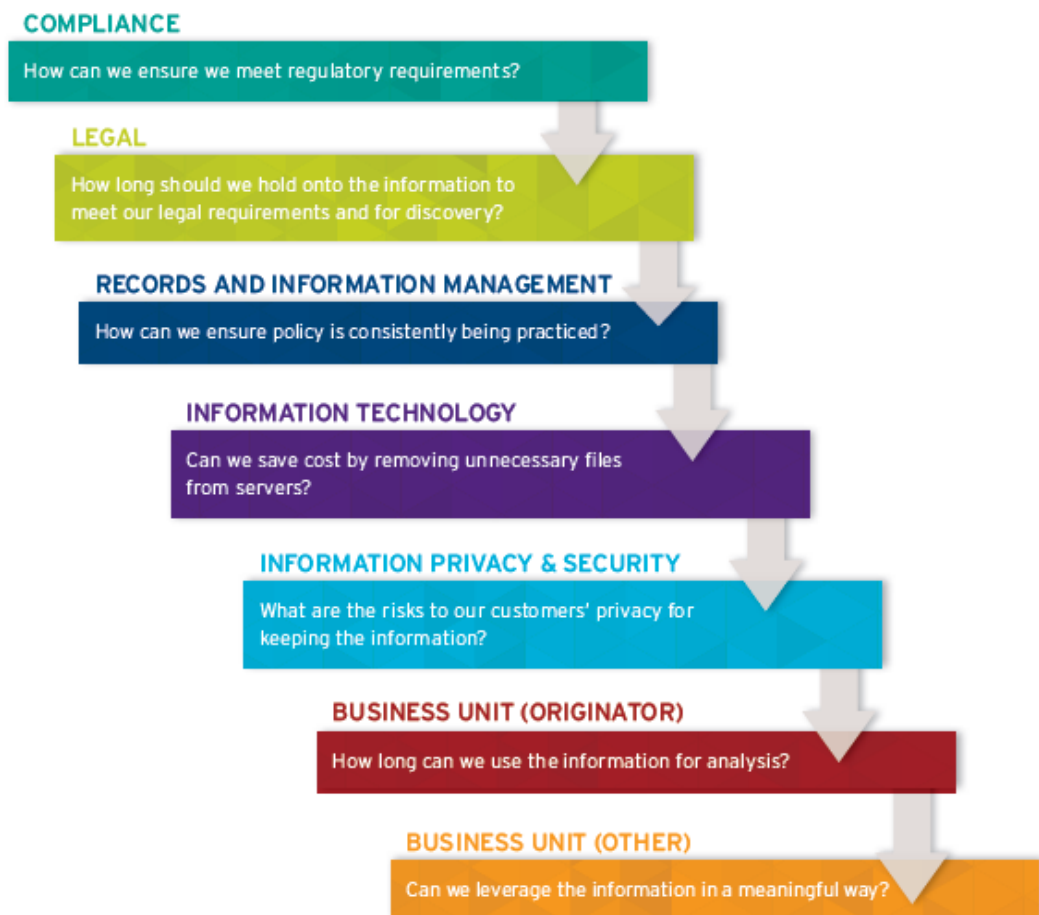 COMPLIANCE
How can we ensure we meet regulatory requirements?
LEGAL
How long should we hold onto the information to
meet our legal requirements and for discovery?
RECORDS AND INFORMATION MANAGEMENT
How can we ensure policy is consistently being practiced?
INFORMATION TECHNOLOGY
Can we save cost by removing unnecessary files
from servers?
INFORMATION PRIVACY & SECURITY
What are the risks to our customers’ privacy for
keeping the information?
BUSINESS UNIT (ORIGINATOR)
How long can we use the information for analysis?
BUSINESS UNIT (OTHER)
Can we leverage the information in a meaningful way?